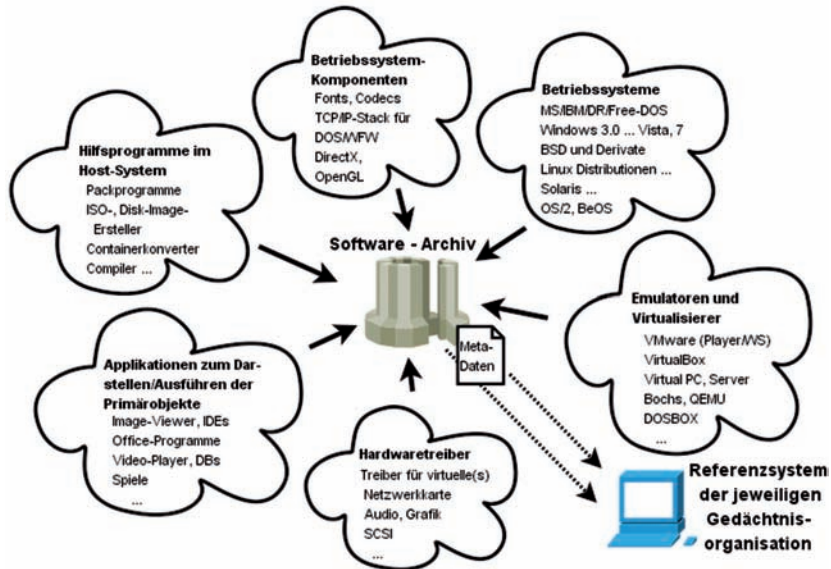 Betriebssystem-
Komponenten
Fonts, Codecs
TCP/IP-Stack für
DOS/WFW
DirectX,
OpenGL
Betriebssysteme
MS/IBM/DR/Free-DOS
Windows 3.0 ... Vista, 7
BSD und Derivate
Linux Distributionen ...
Solaris ...
OS/2, BeOS
Hilfsprogramme im
Host-System
Packprogramme
ISO-, Disk-Image-
Ersteller
Containerkonverter
Compiler ...
Software - Archiv
Meta-
Daten
Emulatoren und
Virtualisierer
VMware (Player/WS)
VirtualBox
Virtual PC, Server
Bochs, QEMU
DOSBOX
...
Applikationen zum Dar-
stellen/Ausführen der
Primärobjekte
Image-Viewer, IDEs
Office-Programme
Video-Player, DBs
Spiele
...
Hardwaretreiber
Treiber für virtuelle(s)
Netzwerkkarte
Audio, Grafik
SCSI
...
Referenzsystem
der jeweiligen
Gedächtnis-
organisation